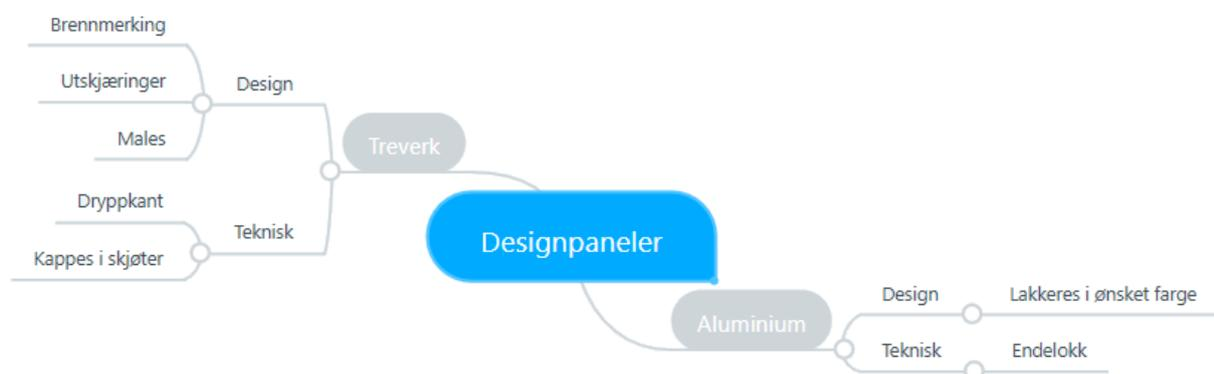 Brennmerking
Utskjæringer
Design
Males
Treverk
Dryppkant
Teknisk
Kappes i skjøter
Designpaneler
Aluminium
Design
Lakkeres i ønsket farge
Teknisk
Endelokk